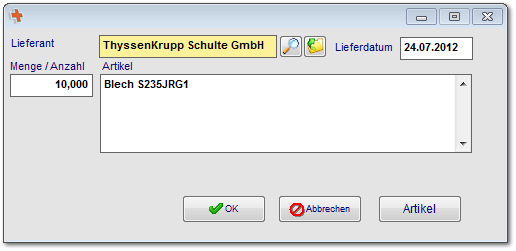 Lieferant ThyssenKrupp Schulte GmbH Lieferdatum 24.07.2012
Menge / Anzahl Artikel
10,000 Blech S235JRG1
OK Abbrechen Artikel